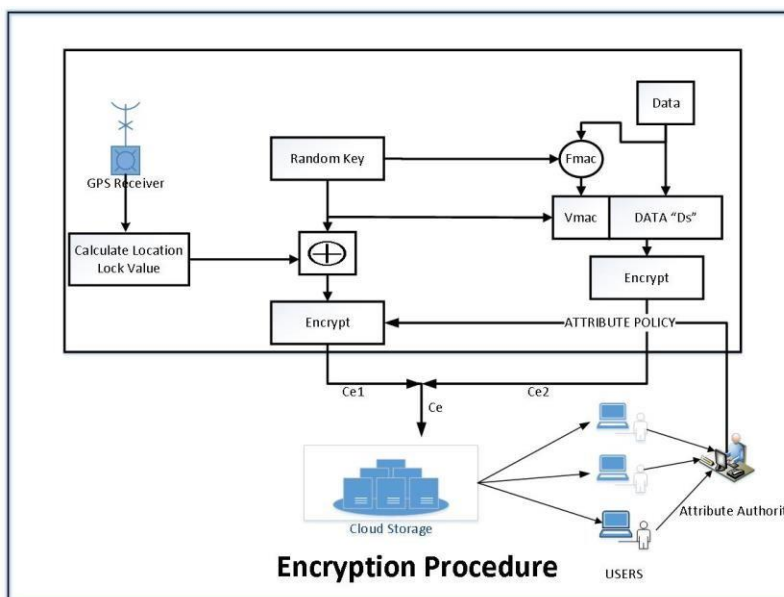 Data
Random Key
Fmac
GPS Receiver
Vmac
DATA “Ds”
Calculate Location
Lock Value
Encrypt
Encrypt
ATTRIBUTE POLICY
Ce1
Ce2
Ce
Cloud Storage
Attribute Authorit
Encryption Procedure
USERS